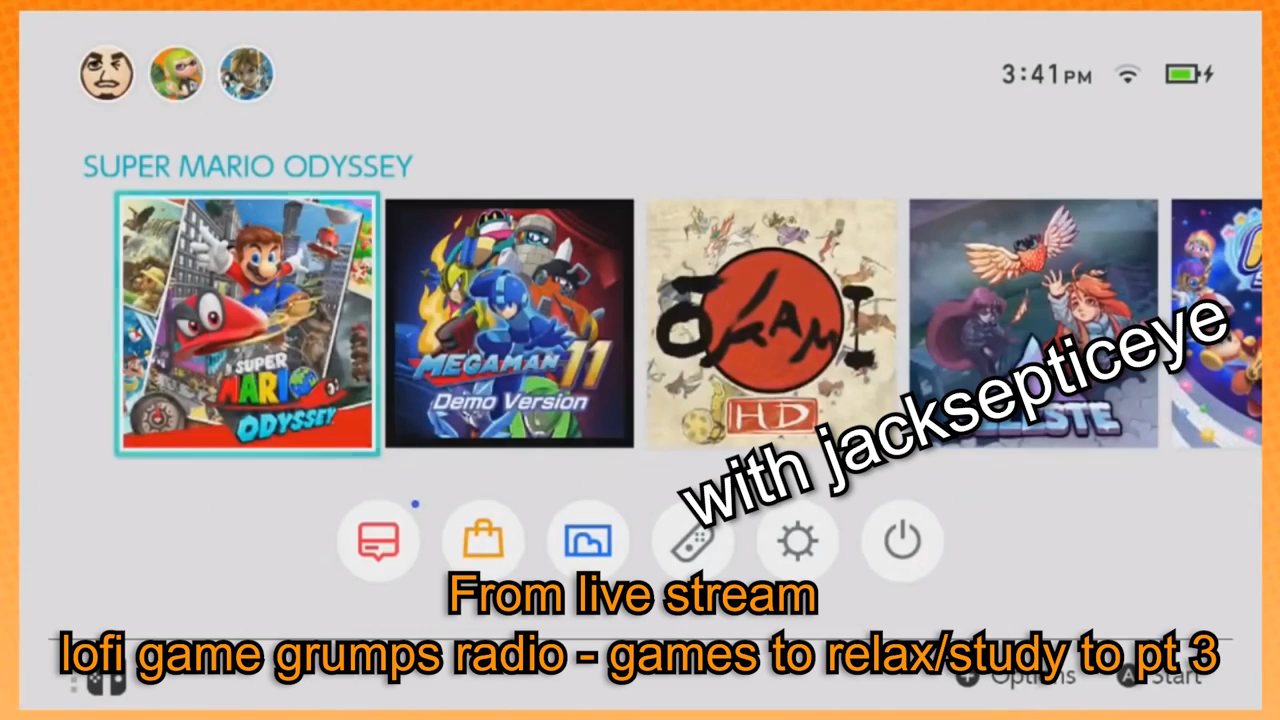 3:41PM
SUPER MARIO ODYSSEY
SUPER
MARIO
ODYSSEY
MEGAMAN 11
Demo Version
OKAMI
HD
with jacksepticeye
From live stream
lofi game grumps radio - games to relax/study to pt 3
Options
Start